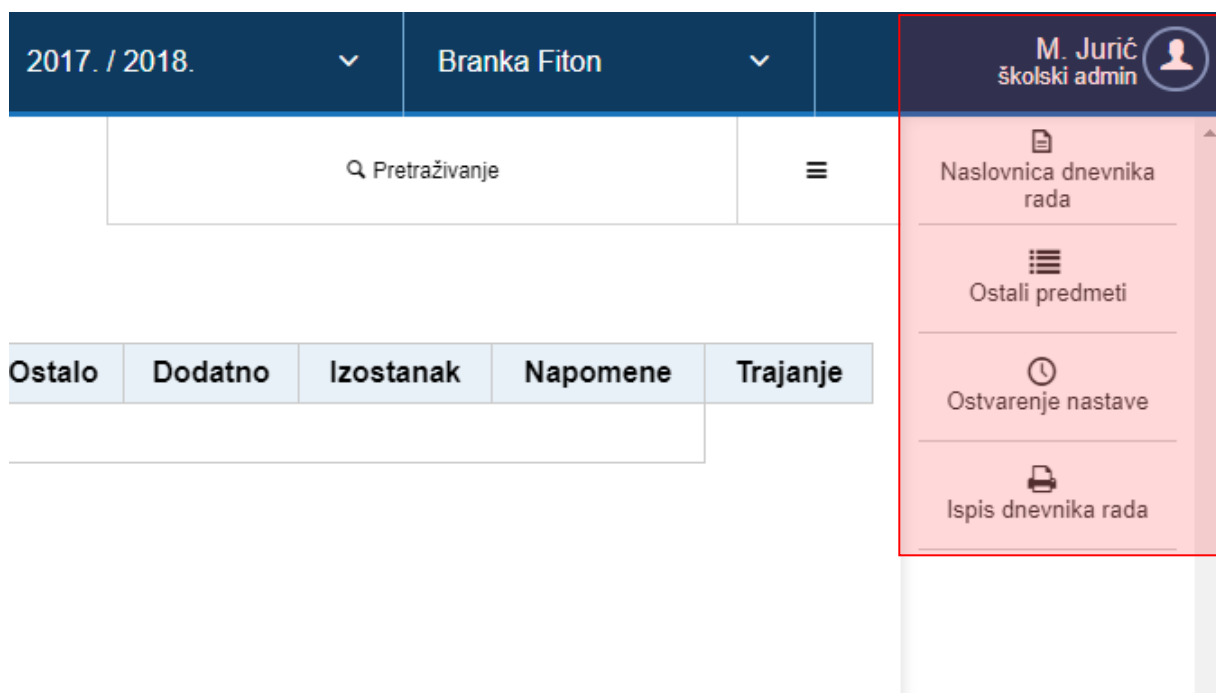 2017. / 2018.
Branka Fiton
M. Jurić
školski admin
Pretraživanje
Naslovnica dnevnika
rada
Ostali predmeti
Ostalo Dodatno Izostanak Napomene Trajanje
Ostvarenje nastave
Ispis dnevnika rada